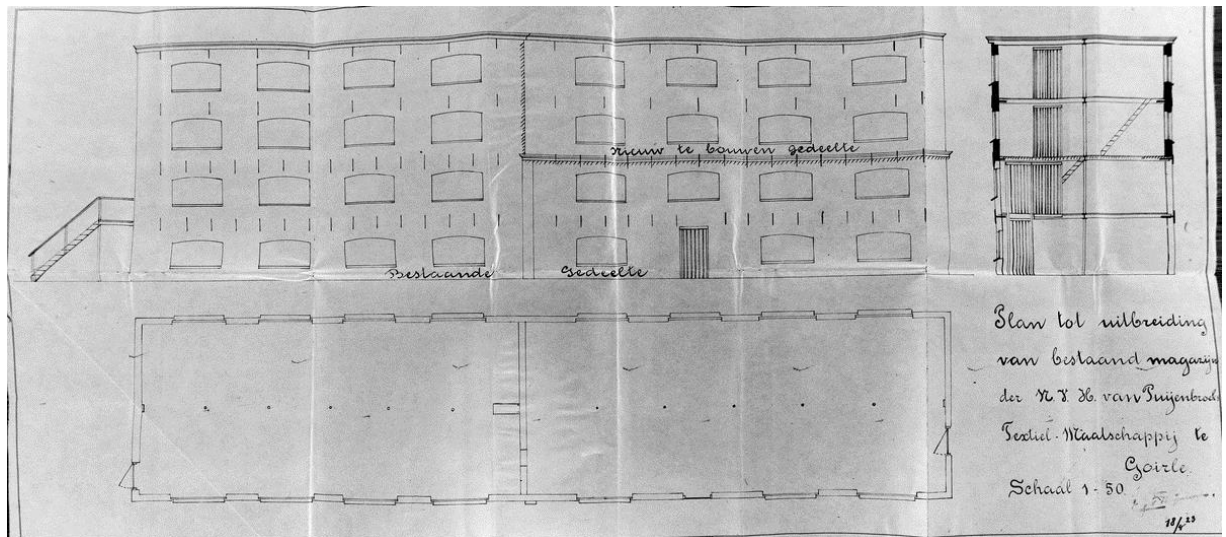 Nieuw te bouwen gedeelte
Bestaande Gedeelte
Plan tot uitbreiding
van bestaand magazijn
der N.V. H. van Puijenbroek
Textiel-Maatschappij te
Goirle.
Schaal 1-50.